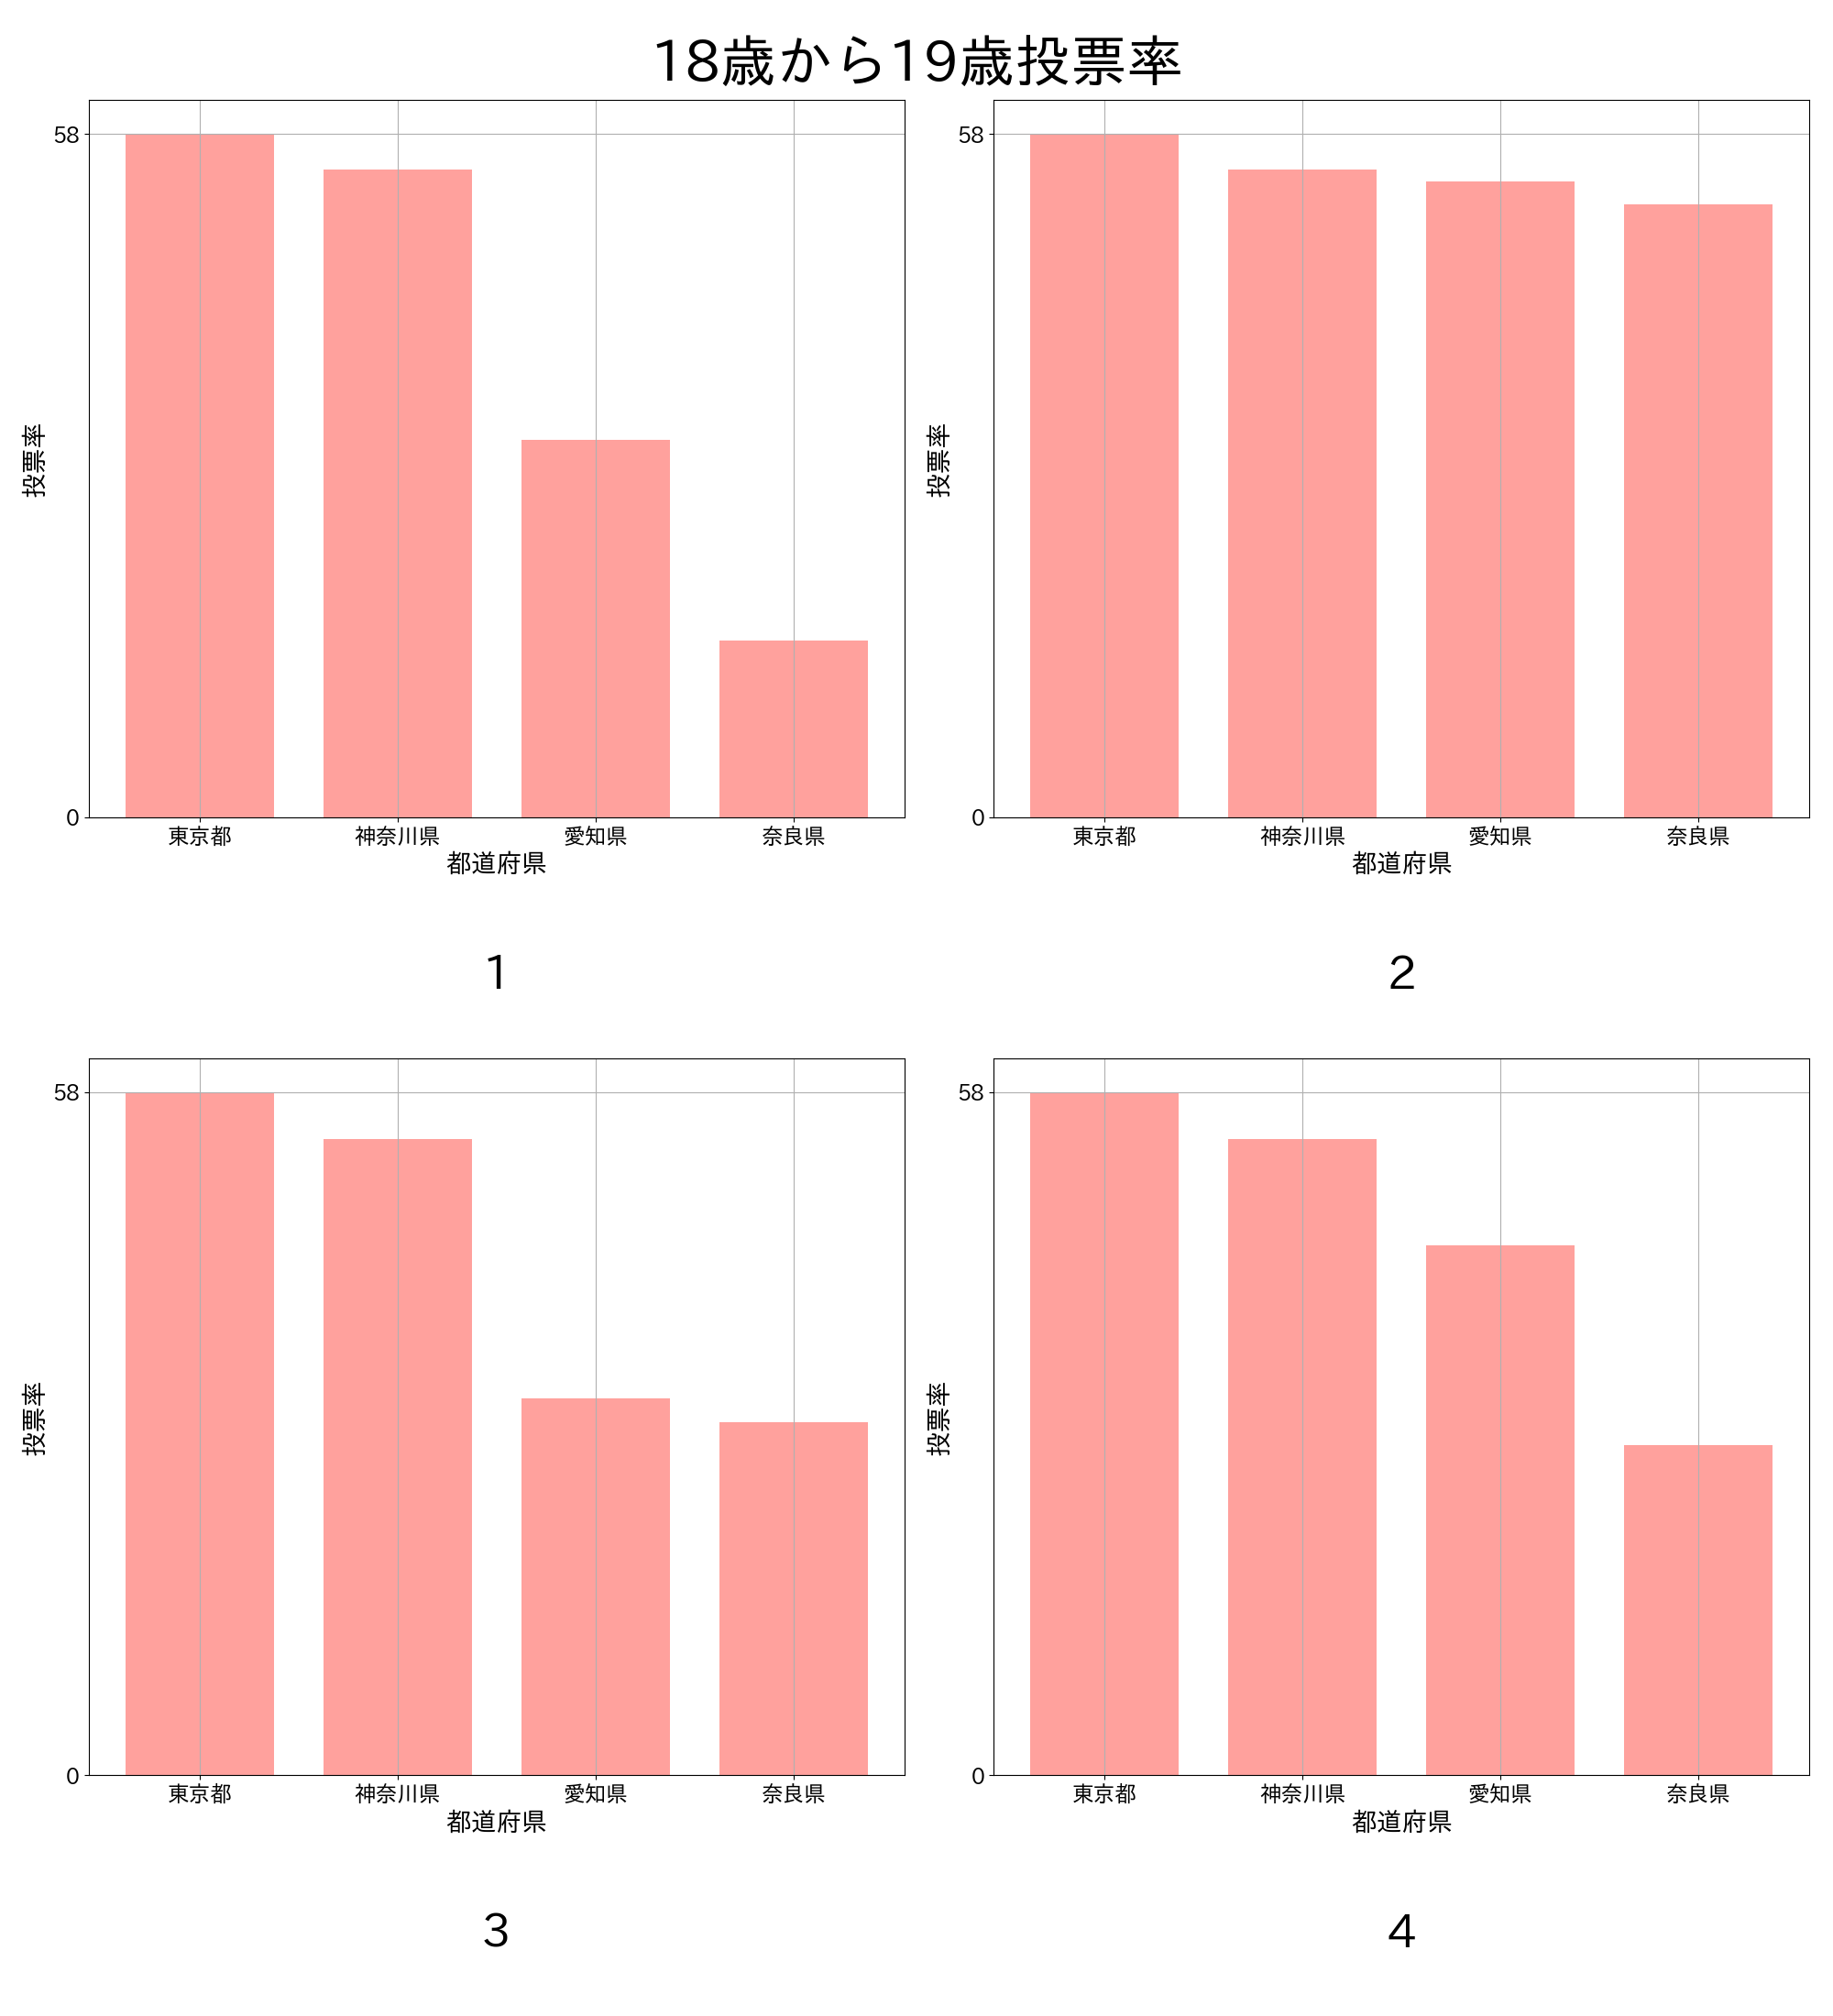 18歳から19歳投票率
58
0
投票率
東京都 神奈川県 愛知県 奈良県
都道府県
1
58
0
投票率
東京都 神奈川県 愛知県 奈良県
都道府県
2
58
0
投票率
東京都 神奈川県 愛知県 奈良県
都道府県
3
58
0
投票率
東京都 神奈川県 愛知県 奈良県
都道府県
4